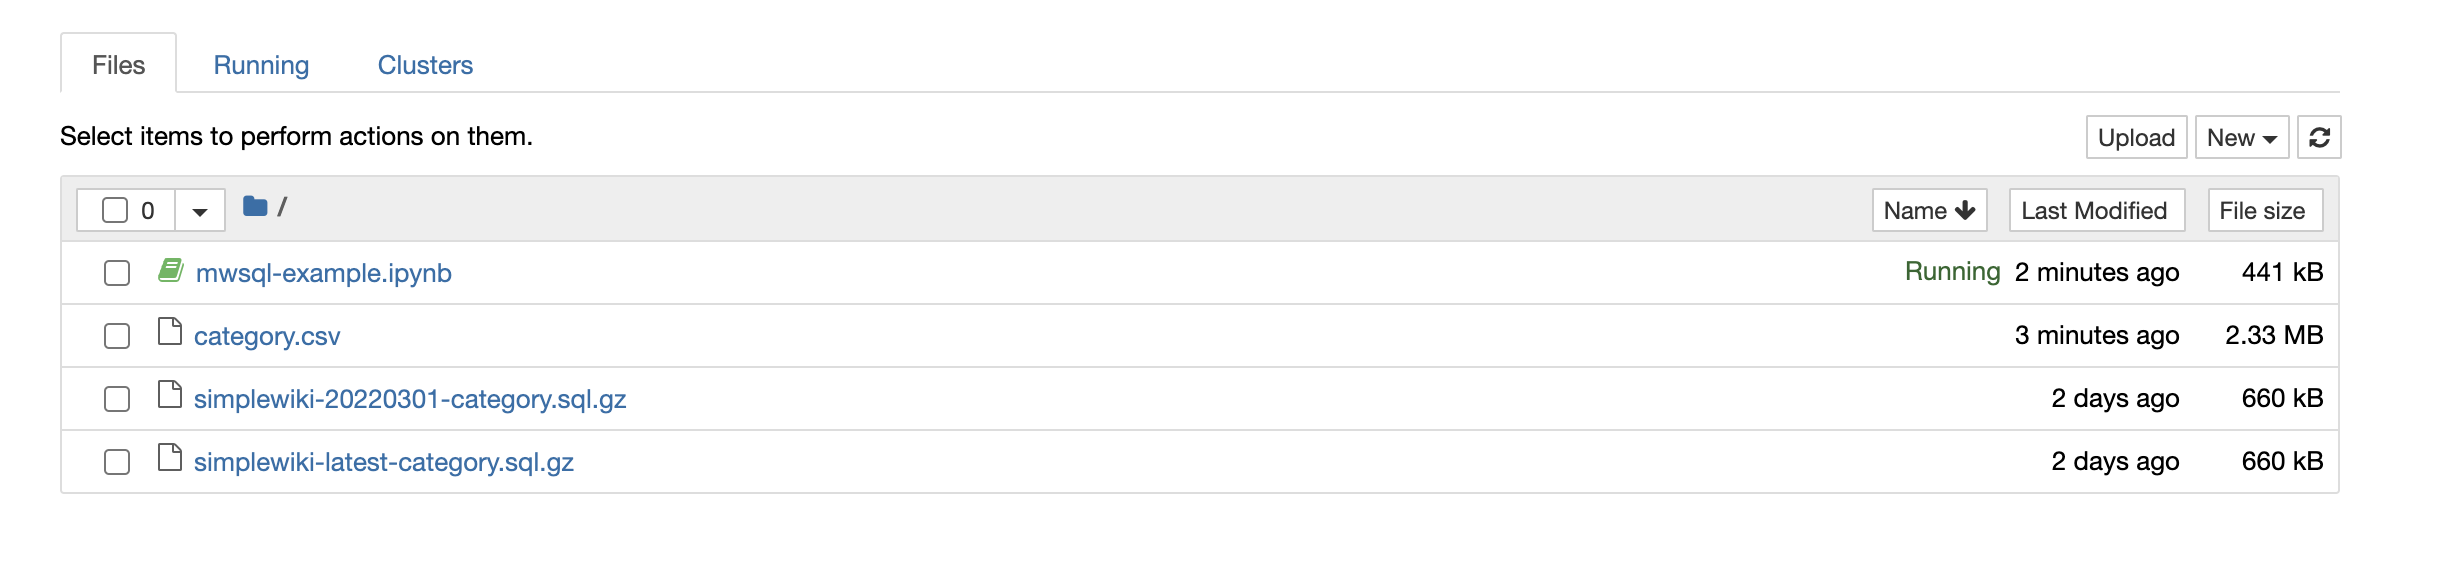 Files Running Clusters
Select items to perform actions on them. Upload New
0 / Name Last Modified File size
mwsql-example.ipynb Running 2 minutes ago 441 kB
category.csv 3 minutes ago 2.33 MB
simplewiki-20220301-category.sql.gz 2 days ago 660 kB
simplewiki-latest-category.sql.gz 2 days ago 660 kB